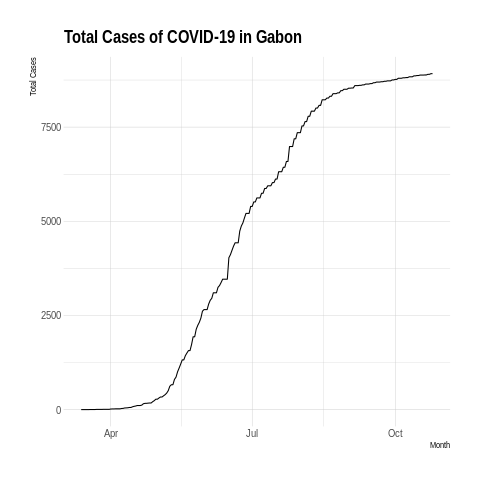 Total Cases of COVID-19 in Gabon
Total Cases
7500
5000
2500
0
Apr
Jul
Oct
Month